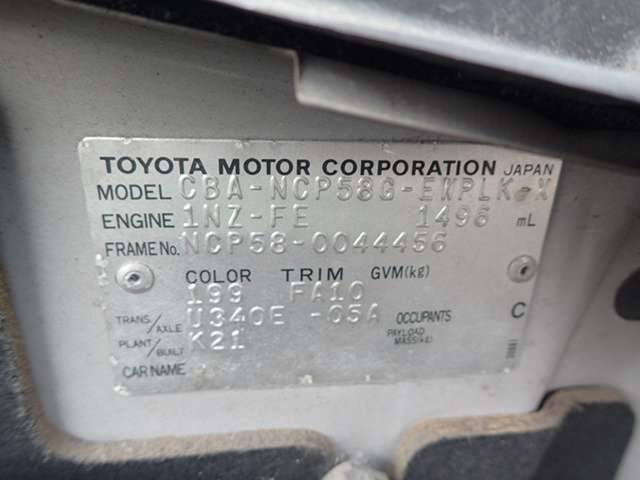 TOYOTA MOTOR CORPORATION JAPAN
MODEL CBA-NCP58G-EWPLK-X
ENGINE 1NZ-FE 1496 mL
FRAME No. NCP58-0044456
COLOR TRIM GVM(kg)
199 FA10
TRANS/AXLE U340E -05A OCCUPANTS C
PLANT/BUILT K21 PAYLOAD MASS(kg)
CAR NAME